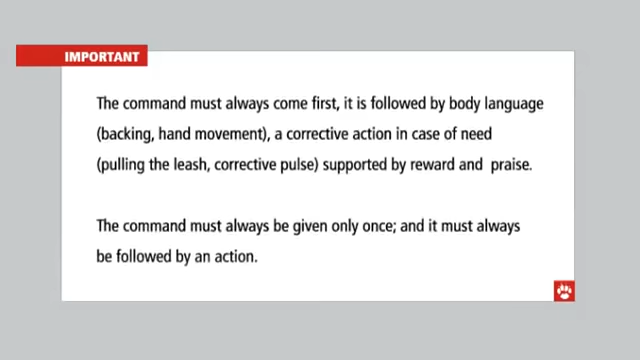 IMPORTANT
The command must always come first, it is followed by body language
(backing, hand movement), a corrective action in case of need
(pulling the leash, corrective pulse) supported by reward and praise.
The command must always be given only once; and it must always
be followed by an action.